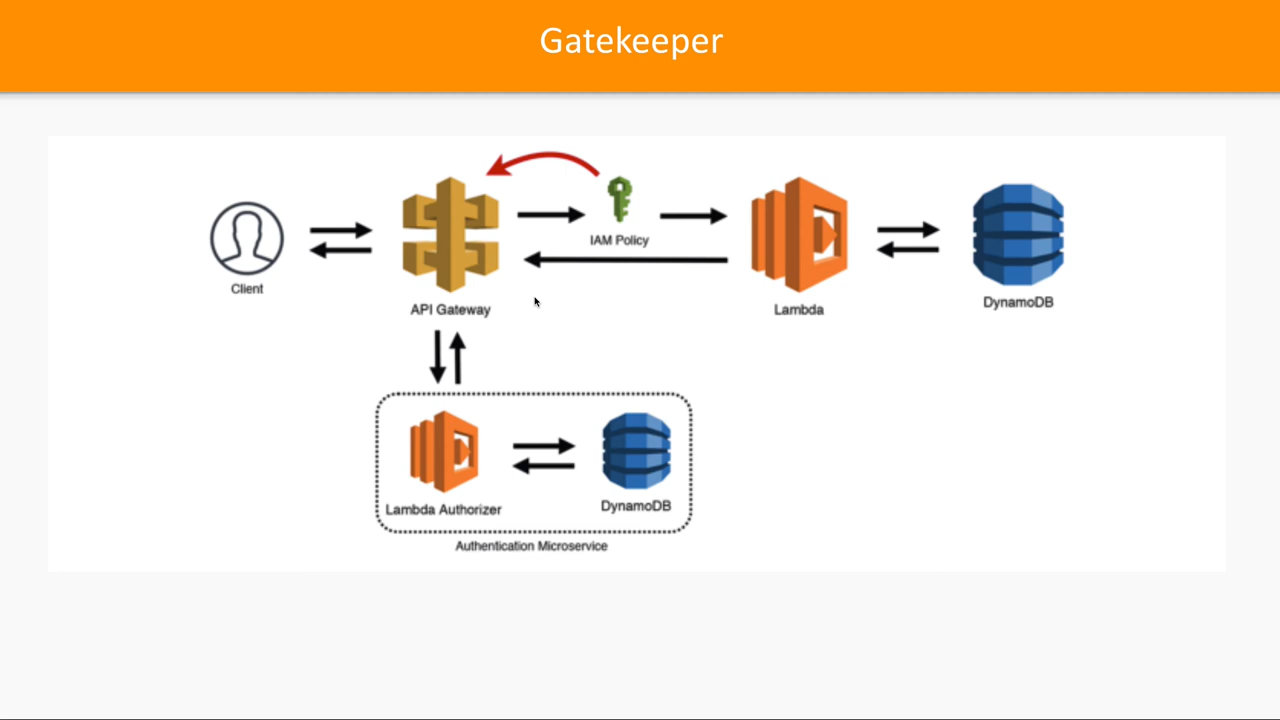 Gatekeeper
IAM Policy
Client
API Gateway
Lambda
DynamoDB
Lambda Authorizer
DynamoDB
Authentication Microservice